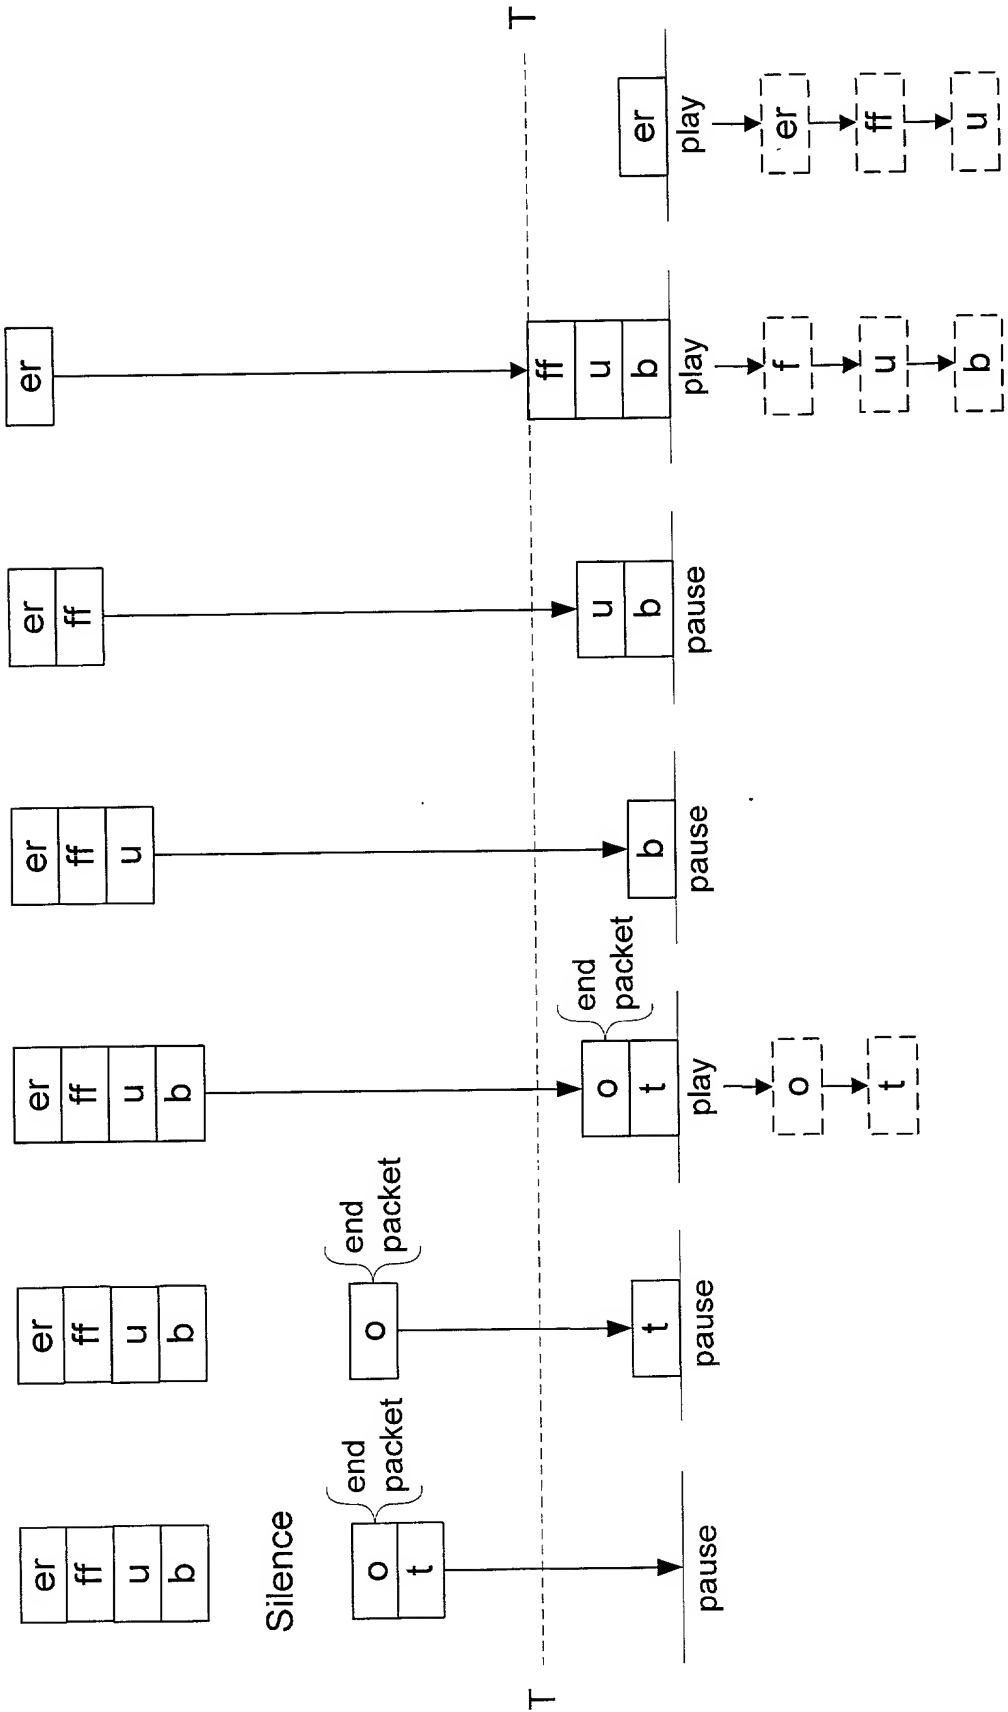 T
er
ff
u
b
Silence
o
t
end
packet
pause
er
ff
u
b
o
end
packet
t
pause
er
ff
u
b
o
t
end
packet
play
o
t
er
ff
u
b
pause
er
ff
u
b
pause
er
ff
u
b
play
f
u
b
er
play
er
ff
u
T